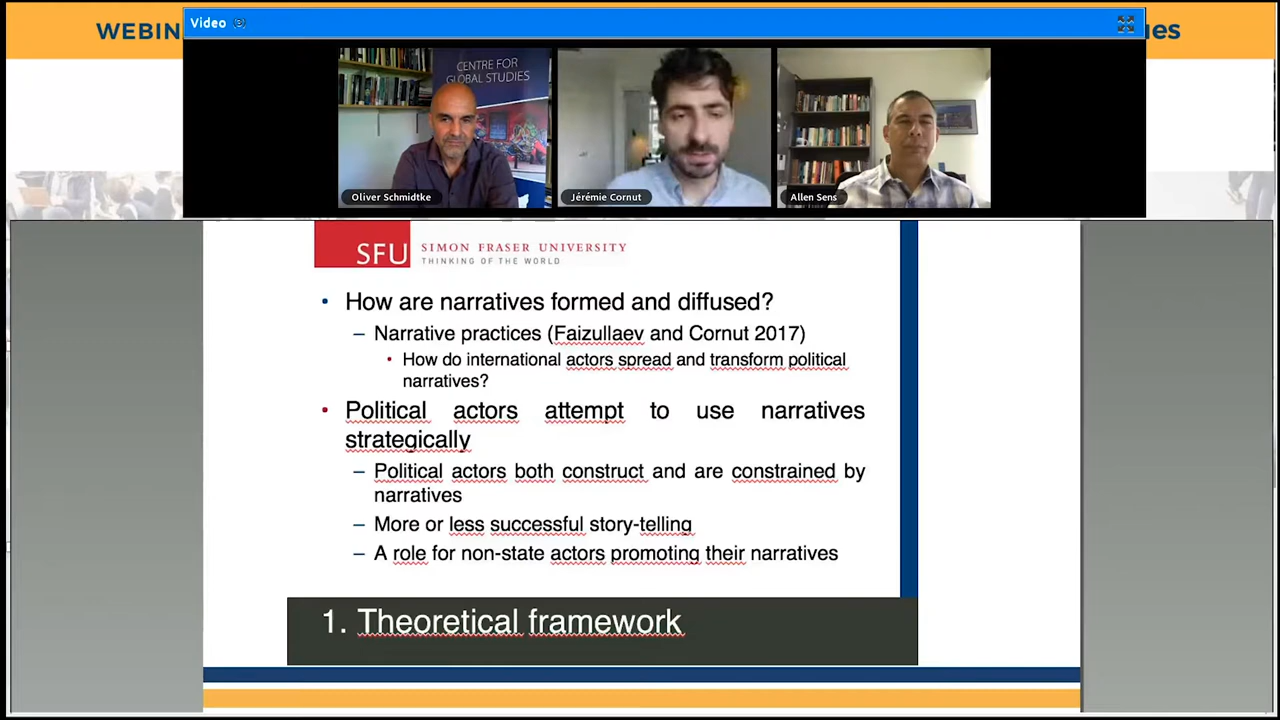 WEBIN
Video (3)
ies
CENTRE FOR
GLOBAL STUDIES
Oliver Schmidtke
Jérémie Cornut
Allen Sens
SFU
SIMON FRASER UNIVERSITY
THINKING OF THE WORLD
• How are narratives formed and diffused?
– Narrative practices (Faizullaev and Cornut 2017)
• How do international actors spread and transform political
narratives?
• Political actors attempt to use narratives
strategically
– Political actors both construct and are constrained by
narratives
– More or less successful story-telling
– A role for non-state actors promoting their narratives
1. Theoretical framework